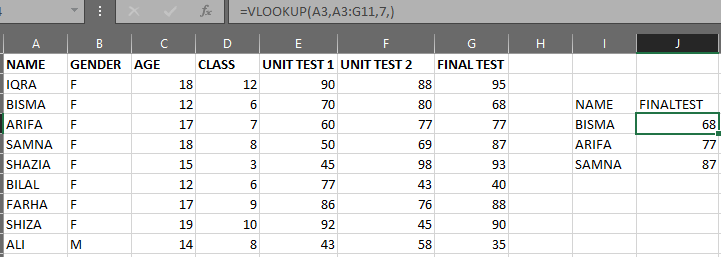 =VLOOKUP(A3,A3:G11,7,)
A B C D E F G H I J
NAME GENDER AGE CLASS UNIT TEST 1 UNIT TEST 2 FINAL TEST
IQRA F 18 12 90 88 95
BISMA F 12 6 70 80 68 NAME FINALTEST
ARIFA F 17 7 60 77 77 BISMA 68
SAMNA F 18 8 50 69 87 ARIFA 77
SHAZIA F 15 3 45 98 93 SAMNA 87
BILAL F 12 6 77 43 40
FARHA F 17 9 86 76 88
SHIZA F 19 10 92 45 90
ALI M 14 8 43 58 35